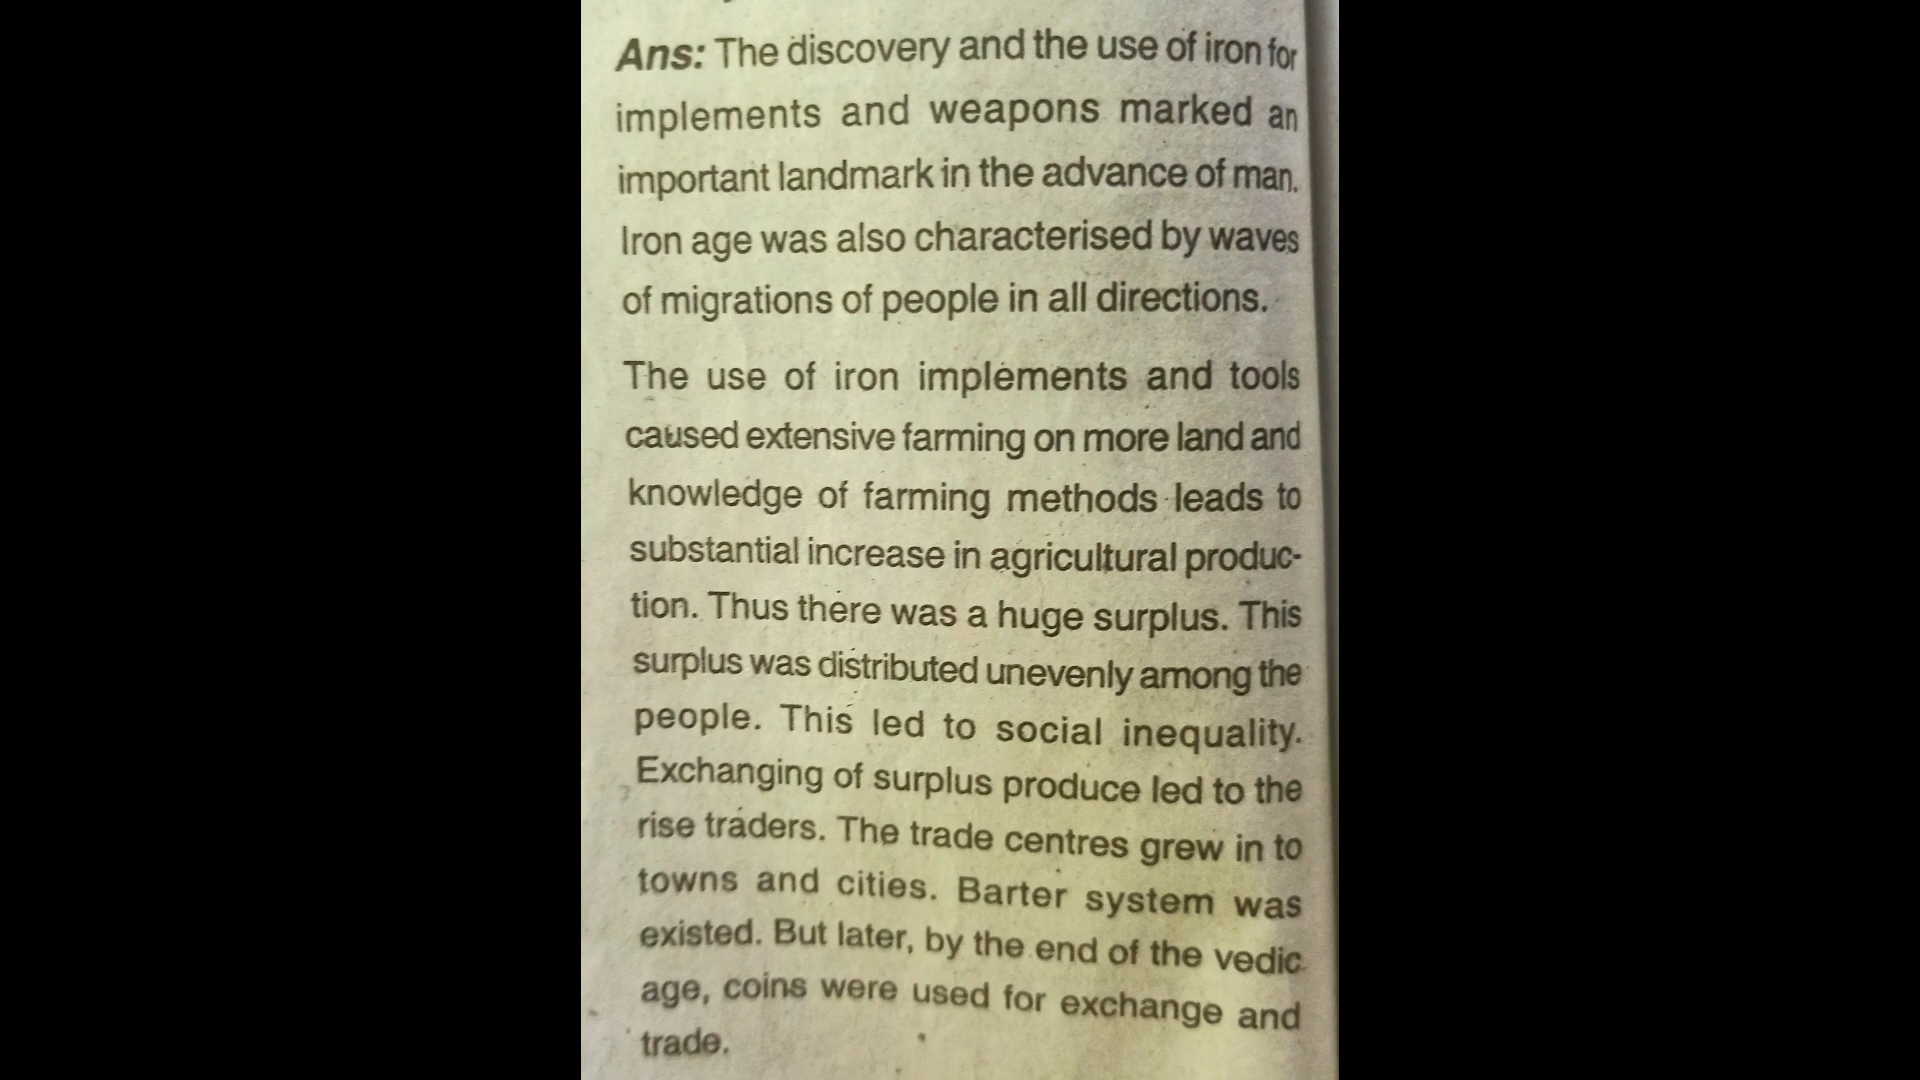 Ans: The discovery and the use of iron for
implements and weapons marked an
important landmark in the advance of man.
Iron age was also characterised by waves
of migrations of people in all directions.
The use of iron implements and tools
caused extensive farming on more land and
knowledge of farming methods leads to
substantial increase in agricultural produc-
tion. Thus there was a huge surplus. This
surplus was distributed unevenly among the
people. This led to social inequality.
Exchanging of surplus produce led to the
rise traders. The trade centres grew in to
towns and cities. Barter system was
existed. But later, by the end of the vedic
age, coins were used for exchange and
trade.